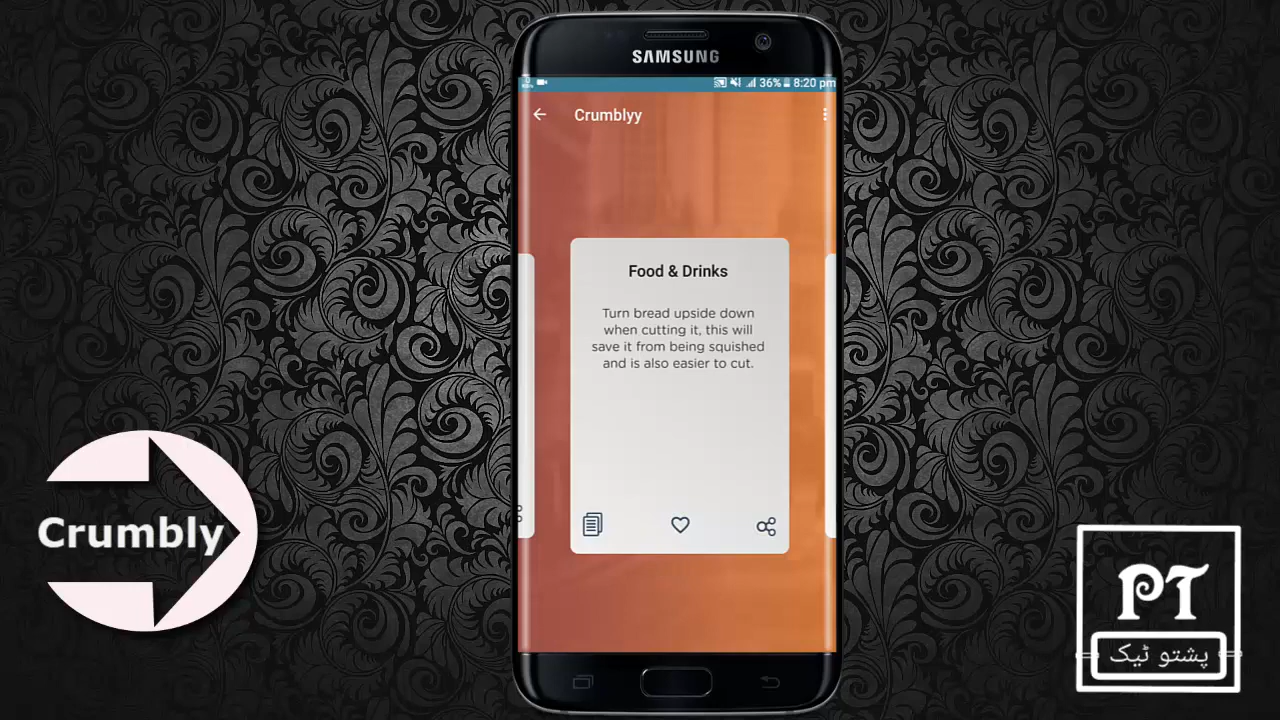 SAMSUNG
36% 8:20 pm
Crumblyy
Food & Drinks
Turn bread upside down
when cutting it, this will
save it from being squished
and is also easier to cut.
Crumbly
PT
پشتو ٹیک